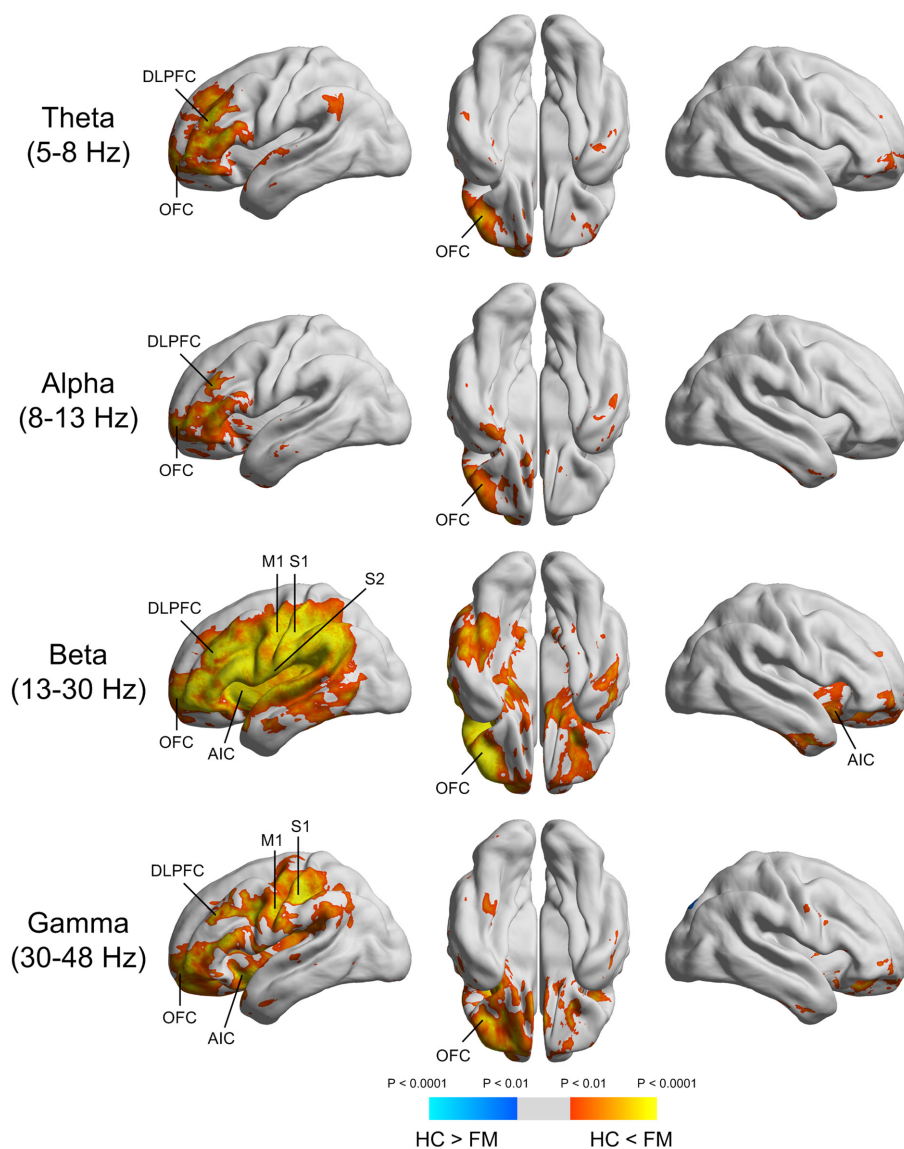 DLPFC
Theta
(5-8 Hz)
OFC
OFC
DLPFC
Alpha
(8-13 Hz)
OFC
OFC
M1 S1
S2
DLPFC
Beta
(13-30 Hz)
OFC
AIC
OFC
AIC
S1
M1
DLPFC
Gamma
(30-48 Hz)
OFC
AIC
OFC
P < 0.0001 P < 0.01 P < 0.01 P < 0.0001
HC > FM HC < FM